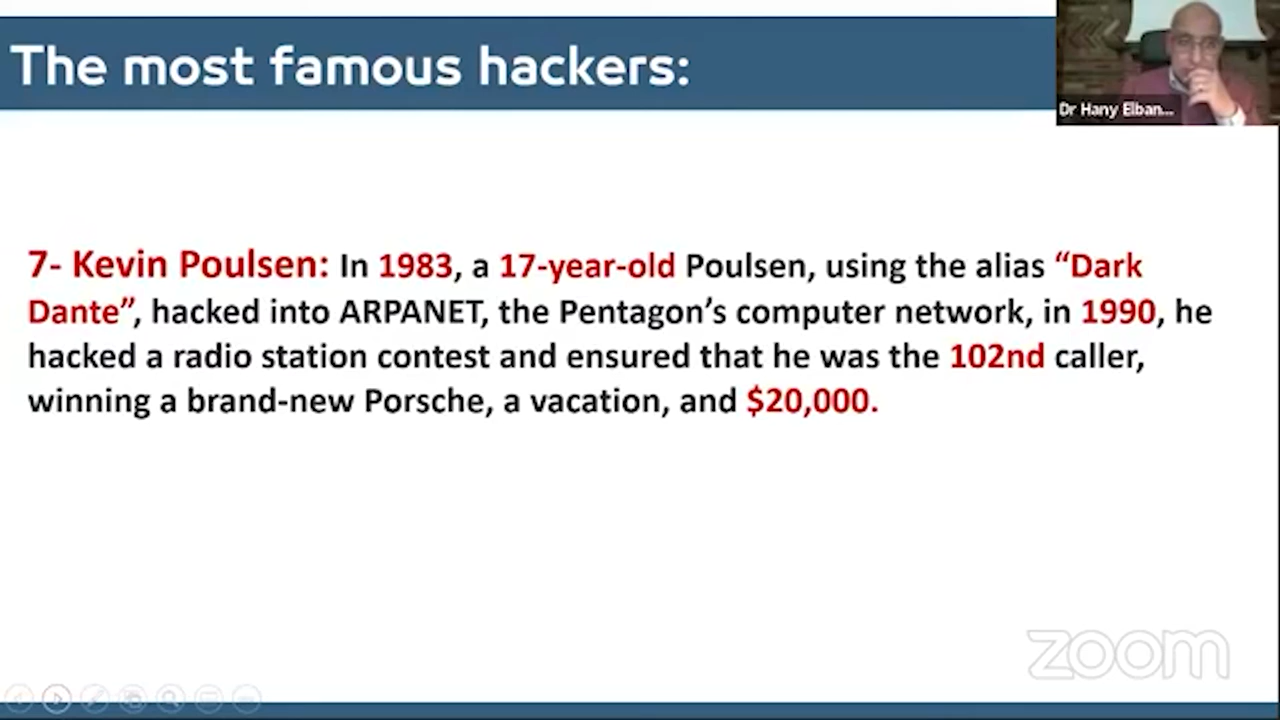 The most famous hackers:
Dr Hany Elban...
7- Kevin Poulsen: In 1983, a 17-year-old Poulsen, using the alias “Dark
Dante”, hacked into ARPANET, the Pentagon’s computer network, in 1990, he
hacked a radio station contest and ensured that he was the 102nd caller,
winning a brand-new Porsche, a vacation, and $20,000.
zoom